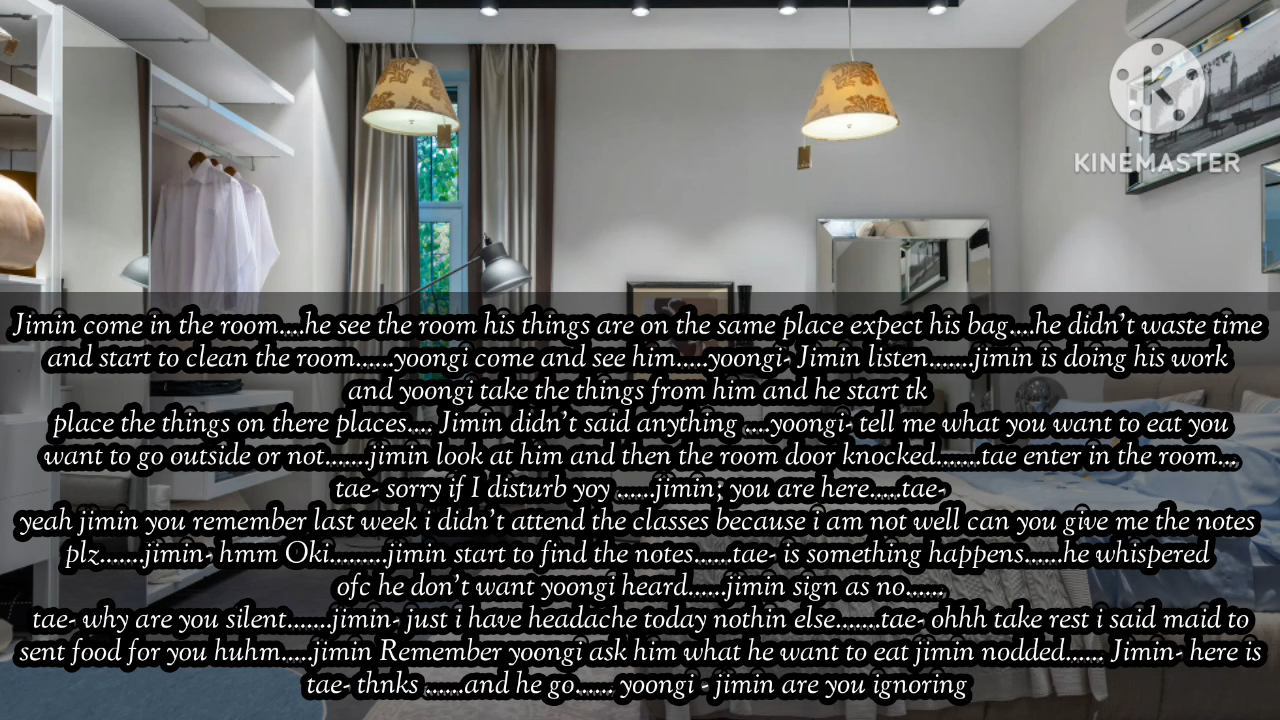 KINEMASTER
Jimin come in the room....he see the room his things are on the same place expect his bag....he didn't waste time
and start to clean the room......yoongi come and see him.....yoongi- Jimin listen.......jimin is doing his work
and yoongi take the things from him and he start tk
place the things on there places.... Jimin didn't said anything ....yoongi- tell me what you want to eat you
want to go outside or not.......jimin look at him and then the room door knocked.......tae enter in the room...
tae- sorry if I disturb yoy ......jimin; you are here.....tae-
yeah jimin you remember last week i didn't attend the classes because i am not well can you give me the notes
plz.......jimin- hmm Oki.........jimin start to find the notes......tae- is something happens......he whispered
ofc he don't want yoongi heard......jimin sign as no......
tae- why are you silent.......jimin- just i have headache today nothin else.......tae- ohhh take rest i said maid to
sent food for you huhm.....jimin Remember yoongi ask him what he want to eat jimin nodded...... Jimin- here is
tae- thnks ......and he go...... yoongi - jimin are you ignoring